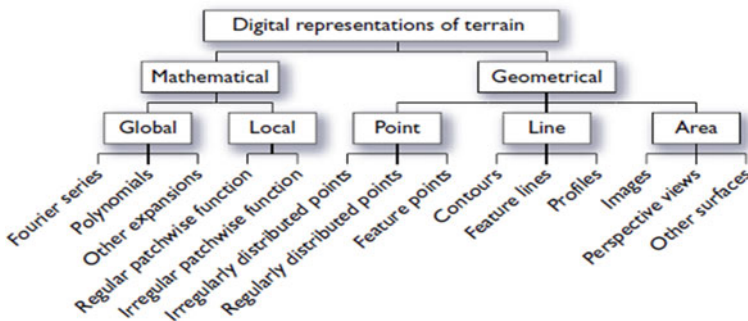 Digital representations of terrain
Mathematical
Geometrical
Global
Local
Point
Line
Area
Fourier series
Polynomials
Other expansions
Regular patchwise function
Irregular patchwise function
Irregularly distributed points
Regularly distributed points
Feature points
Contours
Feature lines
Profiles
Images
Perspective views
Other surfaces